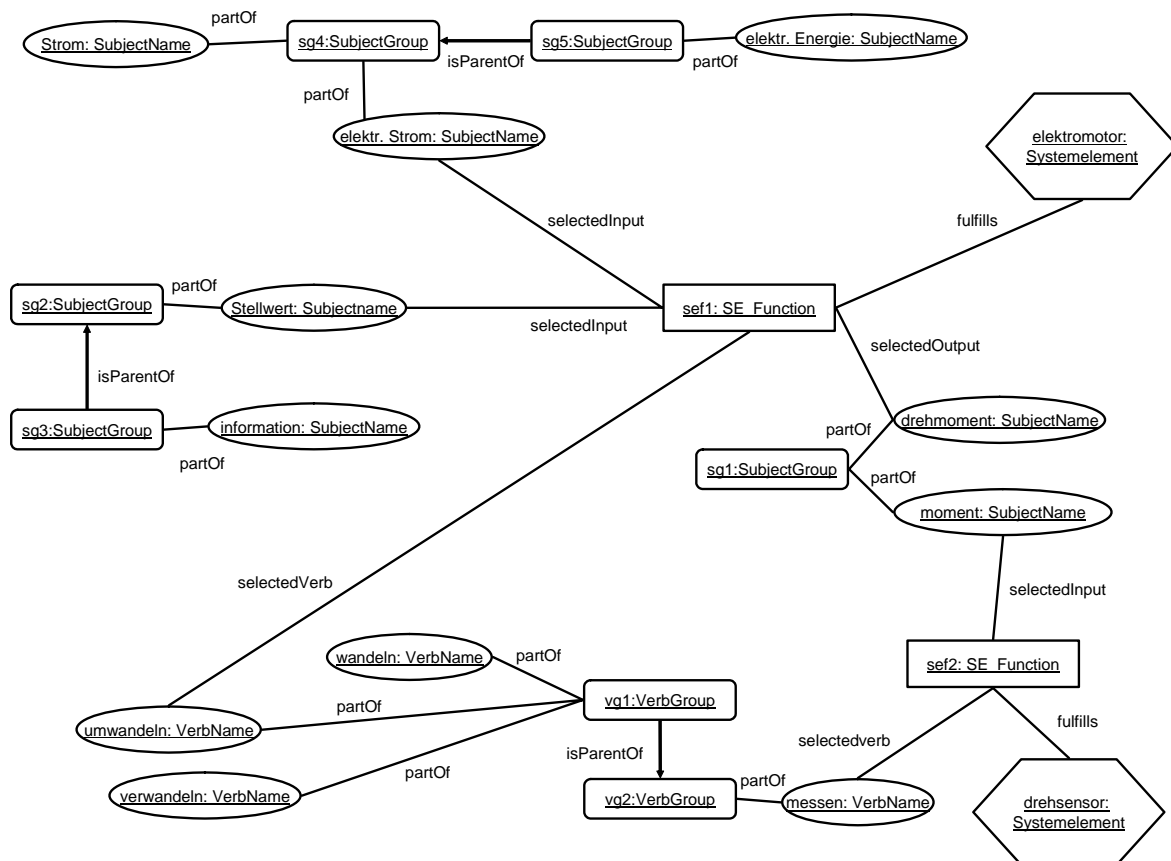 partOf
Strom: SubjectName
sg4:SubjectGroup
sg5:SubjectGroup
elektr. Energie: SubjectName
isParentOf
partOf
partOf
elektr. Strom: SubjectName
elektromotor:
Systemelement
selectedInput
fulfills
partOf
sg2:SubjectGroup
Stellwert: Subjectname
selectedInput
sef1: SE_Function
selectedOutput
isParentOf
sg3:SubjectGroup
information: SubjectName
partOf
drehmoment: SubjectName
partOf
sg1:SubjectGroup
partOf
moment: SubjectName
selectedVerb
selectedInput
wandeln: VerbName
partOf
sef2: SE_Function
umwandeln: VerbName
partOf
vg1:VerbGroup
fulfills
selectedverb
isParentOf
partOf
verwandeln: VerbName
vg2:VerbGroup
partOf
messen: VerbName
drehsensor:
Systemelement